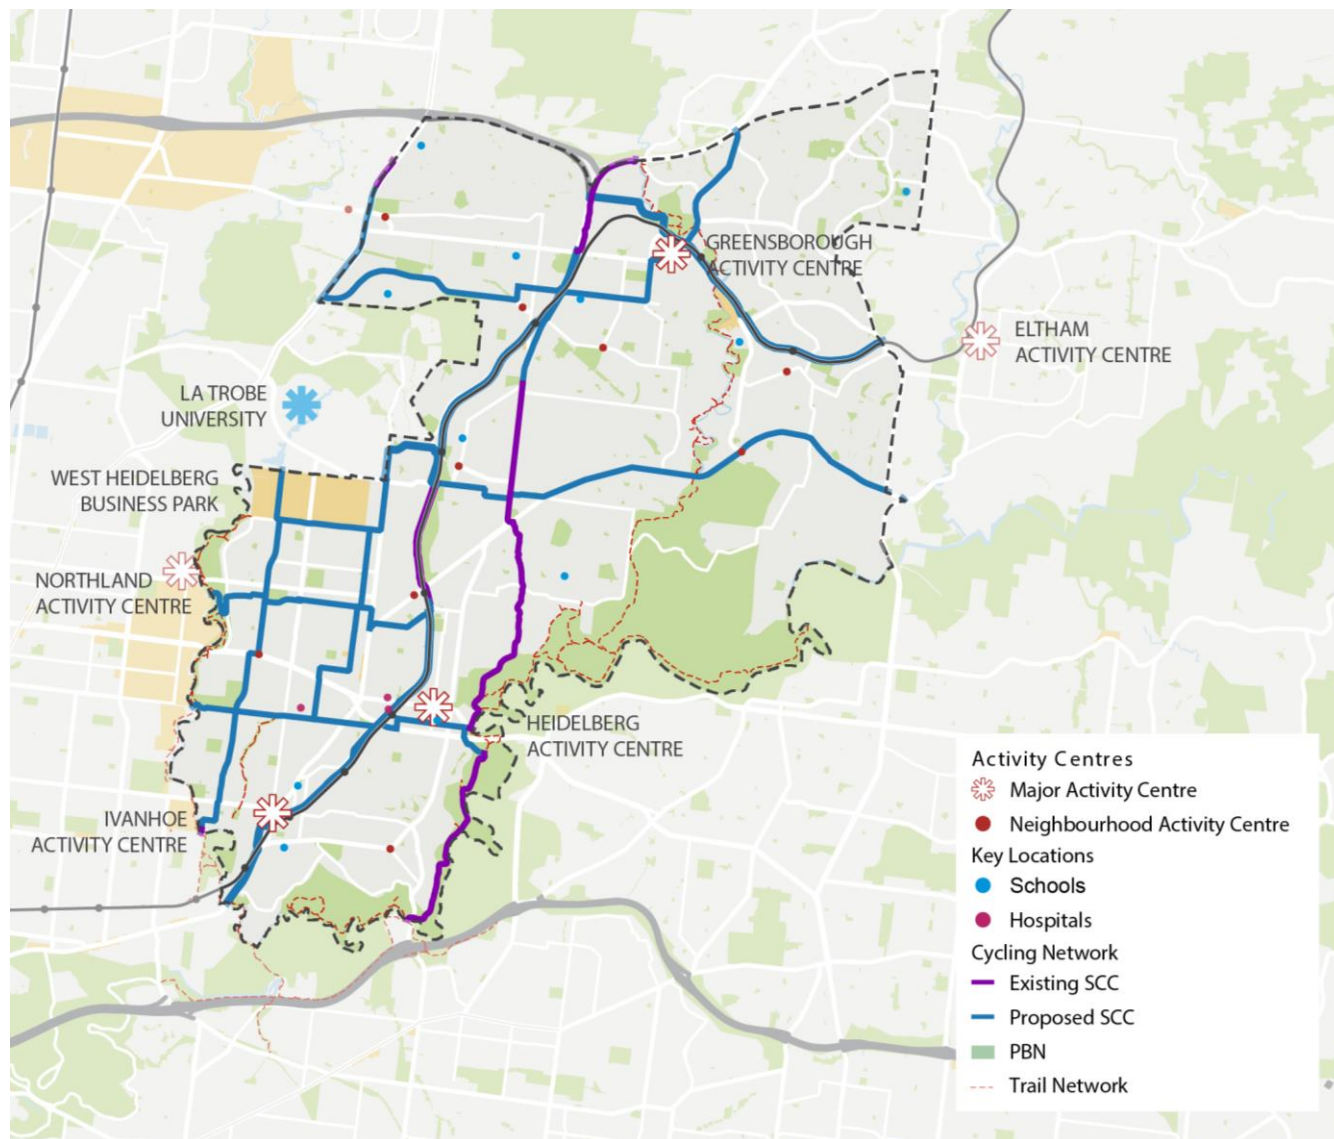 GREENSBOROUGH
ACTIVITY CENTRE
ELTHAM
ACTIVITY CENTRE
LA TROBE
UNIVERSITY
WEST HEIDELBERG
BUSINESS PARK
NORTHLAND
ACTIVITY CENTRE
HEIDELBERG
ACTIVITY CENTRE
IVANHOE
ACTIVITY CENTRE
Activity Centres
Major Activity Centre
Neighbourhood Activity Centre
Key Locations
Schools
Hospitals
Cycling Network
Existing SCC
Proposed SCC
PBN
Trail Network